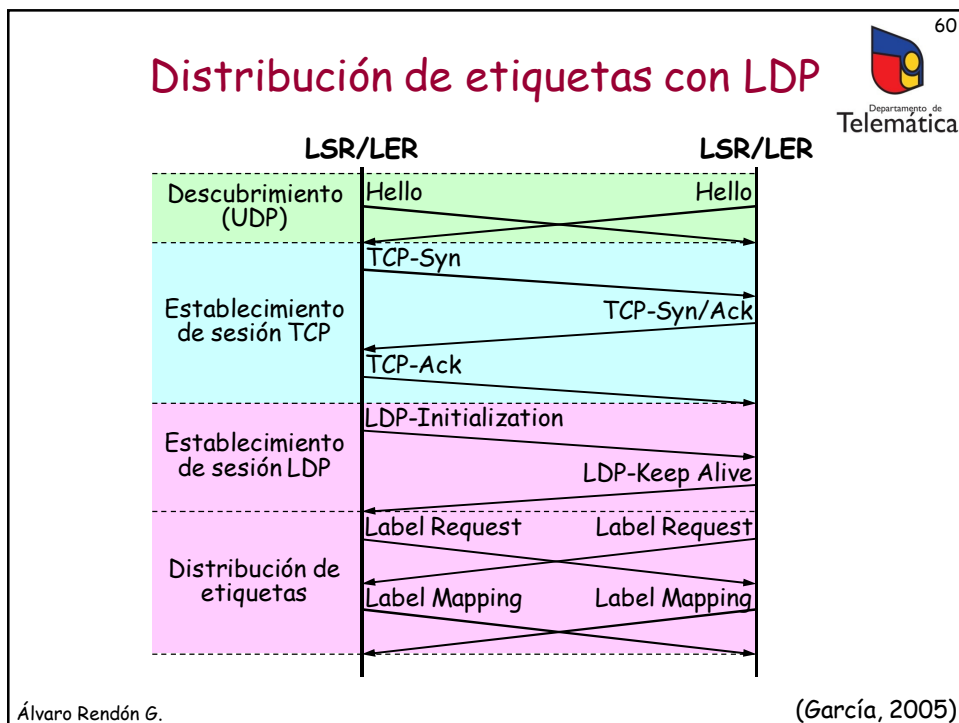 60
Distribución de etiquetas con LDP
Departamento de
Telemática
LSR/LER
LSR/LER
Descubrimiento
(UDP)
Hello
Hello
Establecimiento
de sesión TCP
TCP-Syn
TCP-Syn/Ack
TCP-Ack
Establecimiento
de sesión LDP
LDP-Initialization
LDP-Keep Alive
Distribución de
etiquetas
Label Request
Label Request
Label Mapping
Label Mapping
Álvaro Rendón G.
(García, 2005)